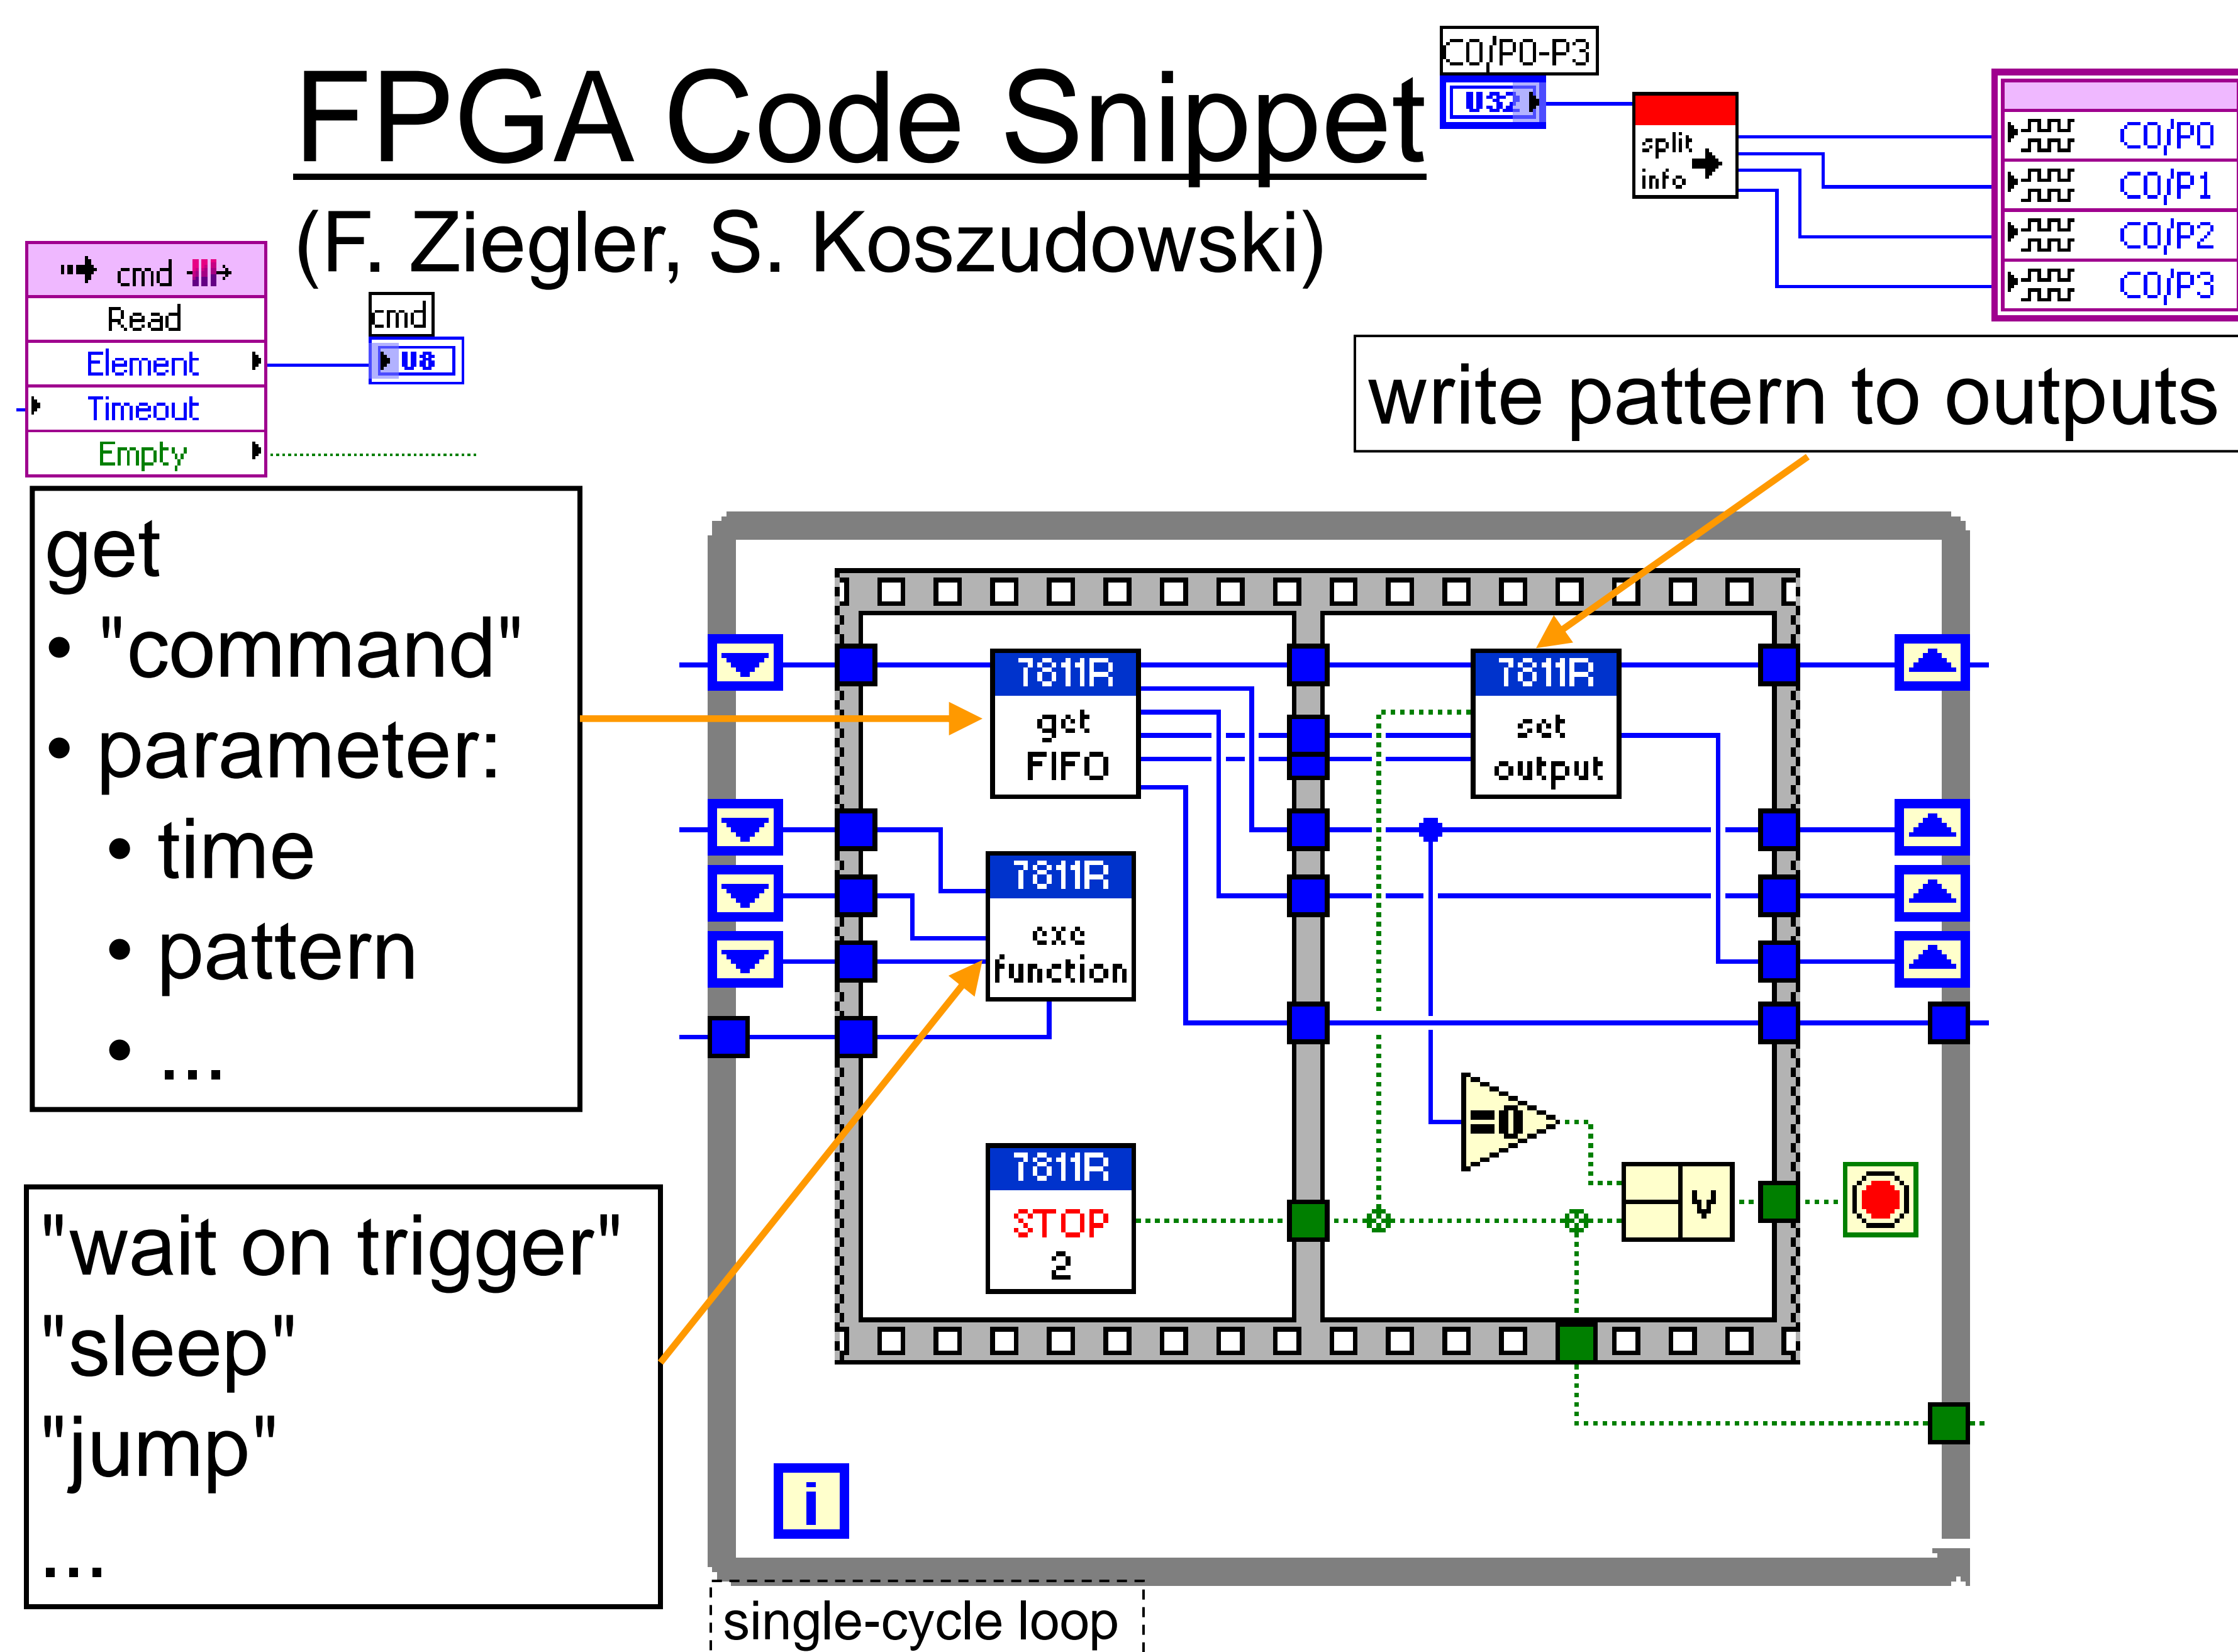 FPGA Code Snippet
(F. Ziegler, S. Koszudowski)
C0/P0-P3
U32
split
info
C0/P0
C0/P1
C0/P2
C0/P3
cmd
Read
Element
Timeout
Empty
cmd
U8
write pattern to outputs
get
• "command"
• parameter:
• time
• pattern
• ...
7811R
get
FIFO
7811R
set
output
7811R
exe
function
=0
7811R
STOP
2
V
"wait on trigger"
"sleep"
"jump"
...
i
single-cycle loop